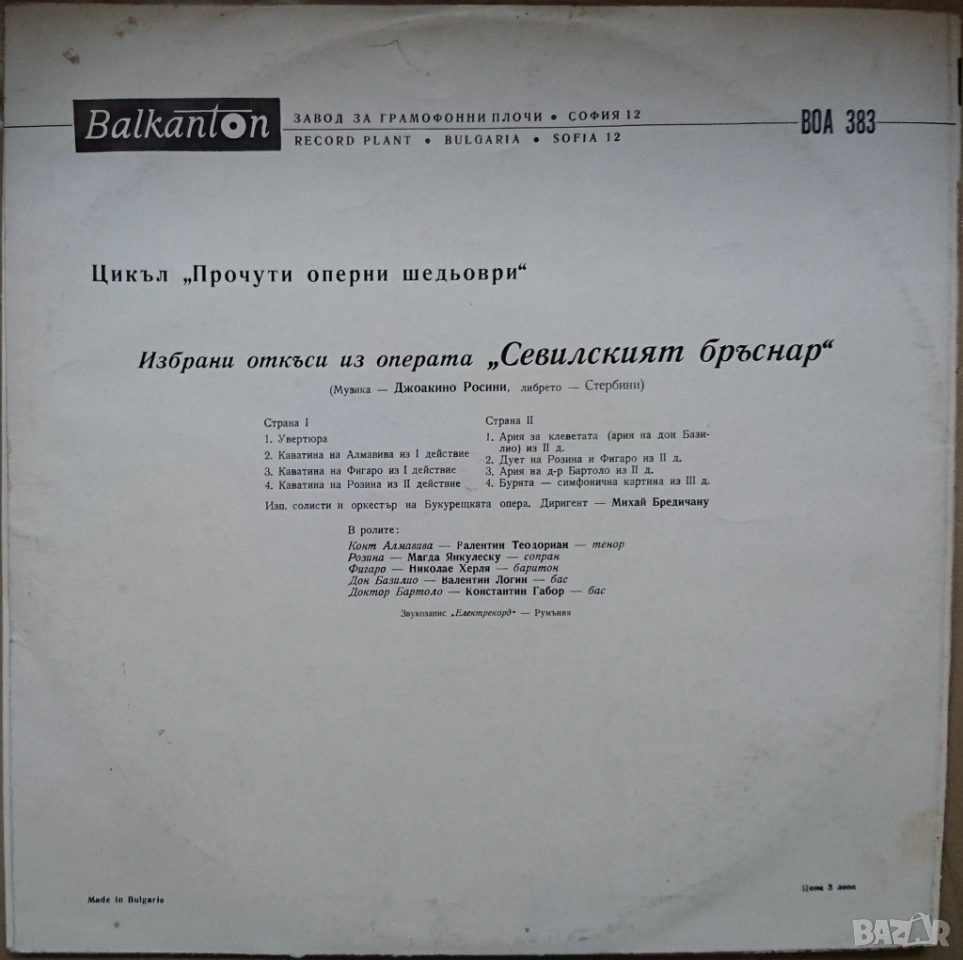 Balkanton
ЗАВОД ЗА ГРАМОФОННИ ПЛОЧИ • СОФИЯ 12
RECORD PLANT • BULGARIA • SOFIA 12
ВОА 383
Цикъл „Прочути оперни шедьоври“
Избрани откъси из операта „Севилският бръснар“
(Музика — Джоакино Росини, либрето — Стербини)
Страна I
1. Увертюра
2. Каватина на Алмавива из I действие
3. Каватина на Фигаро из I действие
4. Каватина на Розина из II действие
Страна II
1. Ария за клеветата (ария на дон Бази-
лио) из II д.
2. Дует на Розина и Фигаро из II д.
3. Ария на д-р Бартоло из II д.
4. Бурята — симфонична картина из III д.
Изп. солисти и оркестър на Букурещката опера. Диригент — Михай Бредичану
В ролите:
Конт Алмавива — Ралентин Теодориан — тенор
Розина — Магда Янкулеску — сопран
Фигаро — Николае Херля — баритон
Дон Базилио — Валентин Логин — бас
Доктор Бартоло — Константин Габор — бас
Звукозапис „Електрекорд“ — Румъния
Цена 3 лева
Made in Bulgaria
BAZAR